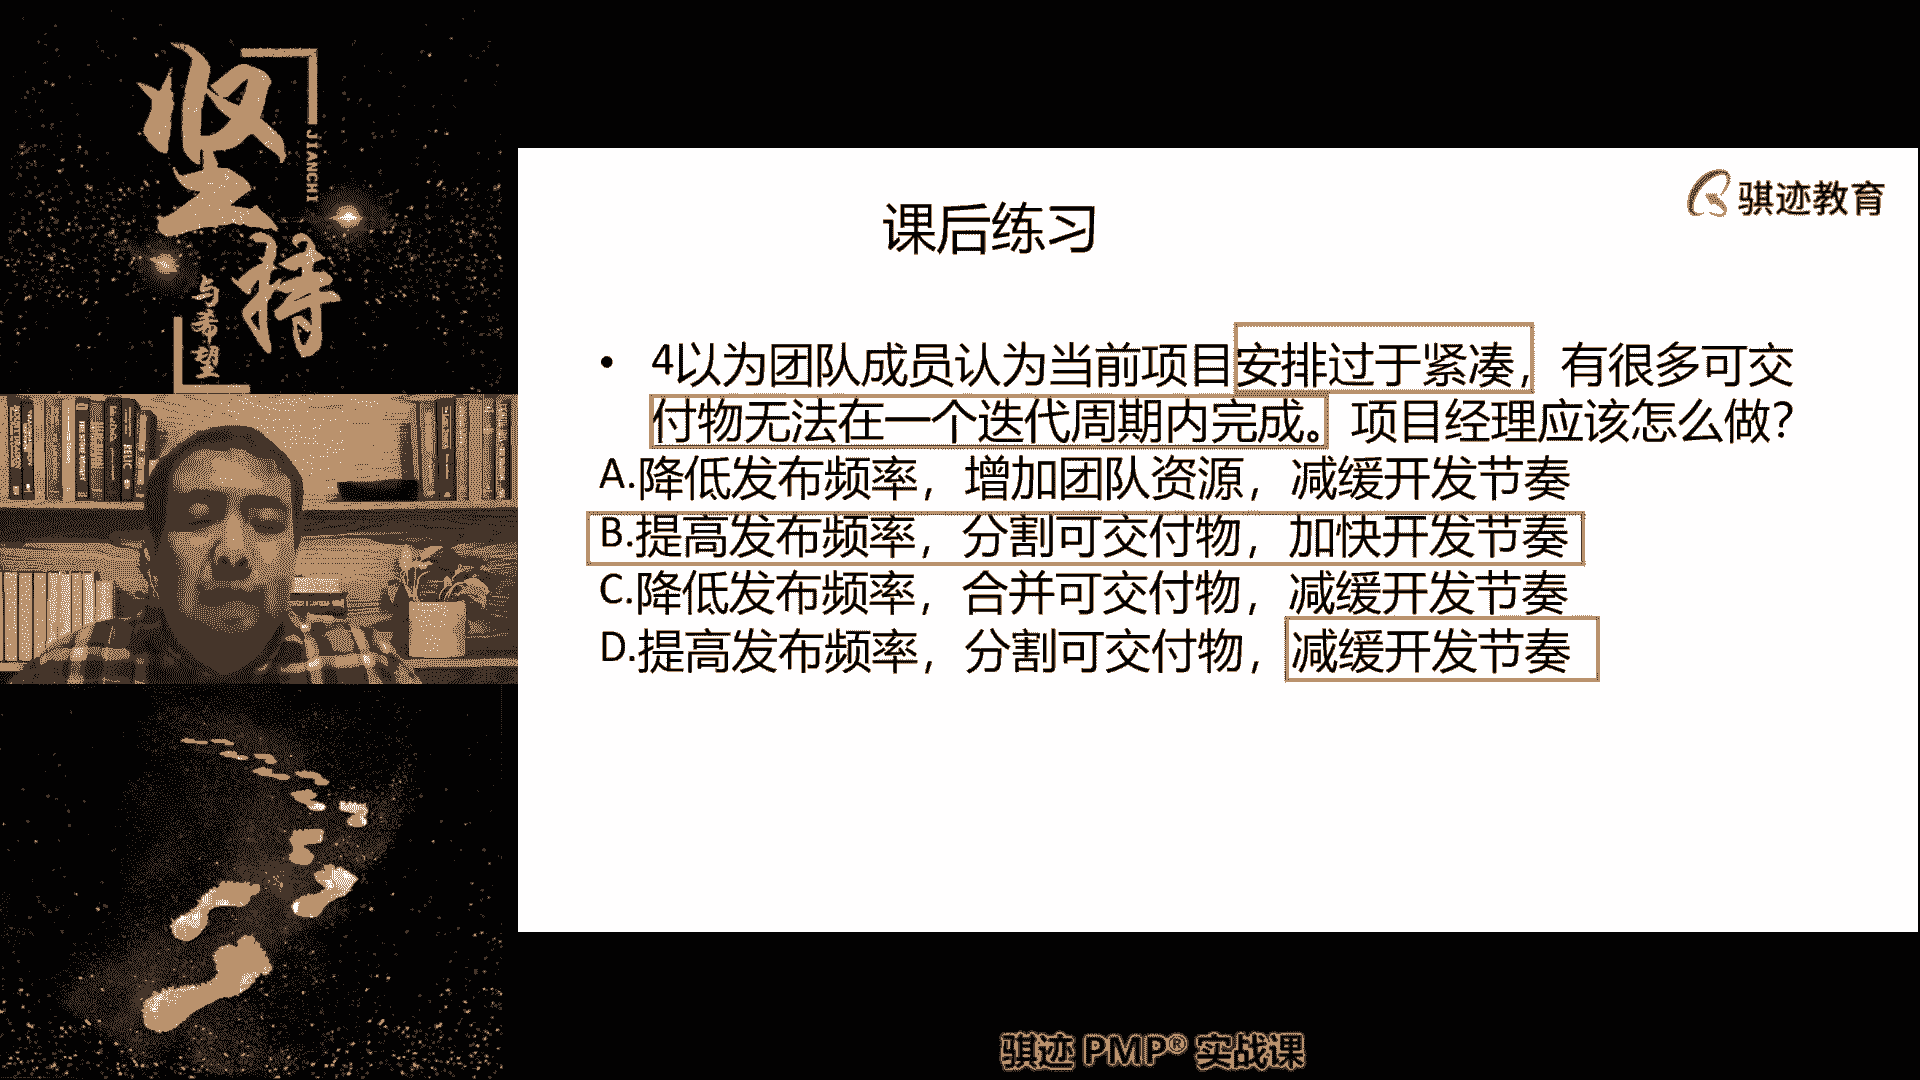 坚持
JIANCHI
与希望
骐迹教育
课后练习
• 4以为团队成员认为当前项目安排过于紧凑，有很多可交
付物无法在一个迭代周期内完成。项目经理应该怎么做？
A.降低发布频率，增加团队资源，减缓开发节奏
B.提高发布频率，分割可交付物，加快开发节奏
C.降低发布频率，合并可交付物，减缓开发节奏
D.提高发布频率，分割可交付物，减缓开发节奏
骐迹 PMP® 实战课